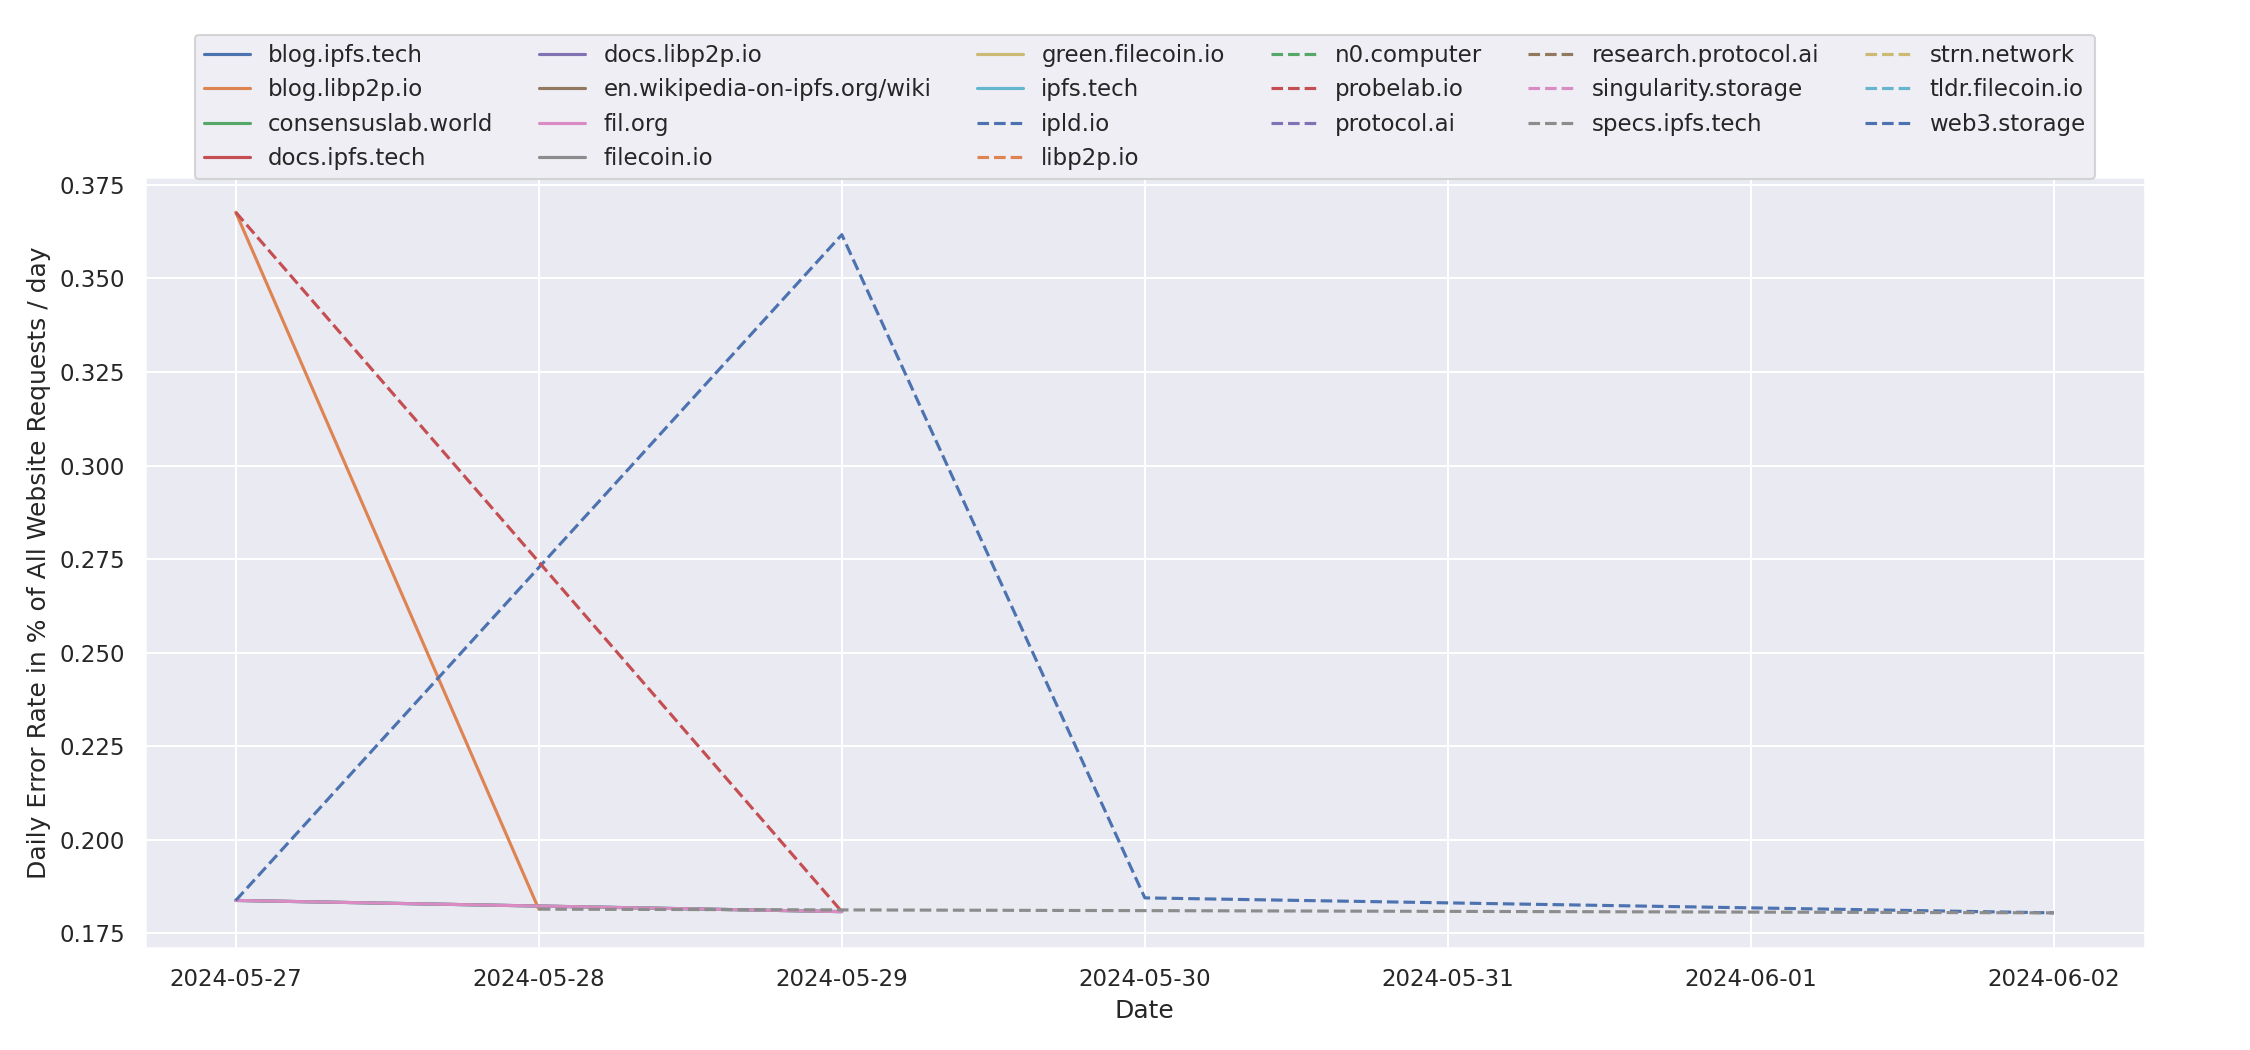 blog.ipfs.tech
blog.libp2p.io
consensuslab.world
docs.ipfs.tech
docs.libp2p.io
en.wikipedia-on-ipfs.org/wiki
fil.org
filecoin.io
green.filecoin.io
ipfs.tech
ipld.io
libp2p.io
n0.computer
probelab.io
protocol.ai
research.protocol.ai
singularity.storage
specs.ipfs.tech
strn.network
tldr.filecoin.io
web3.storage
Daily Error Rate in % of All Website Requests / day
0.375
0.350
0.325
0.300
0.275
0.250
0.225
0.200
0.175
2024-05-27 2024-05-28 2024-05-29 2024-05-30 2024-05-31 2024-06-01 2024-06-02
Date